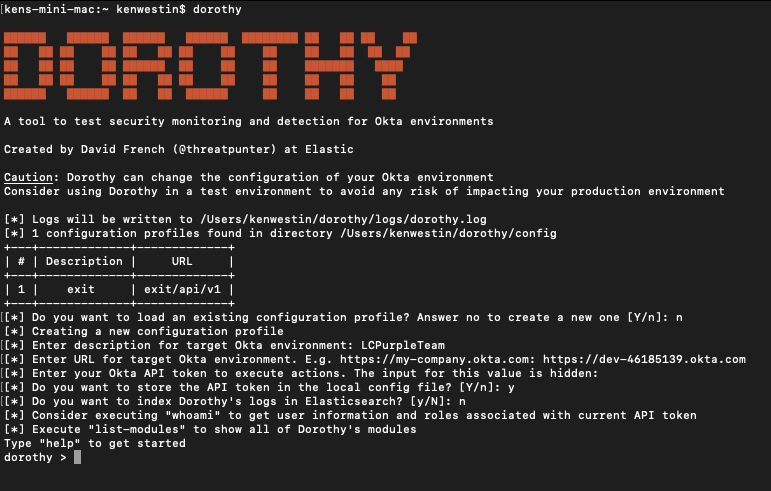 [kens-mini-mac:~ kenwestin$ dorothy
DOROTHY
A tool to test security monitoring and detection for Okta environments
Created by David French (@threatpunter) at Elastic
Caution: Dorothy can change the configuration of your Okta environment
Consider using Dorothy in a test environment to avoid any risk of impacting your production environment
[*] Logs will be written to /Users/kenwestin/dorothy/logs/dorothy.log
[*] 1 configuration profiles found in directory /Users/kenwestin/dorothy/config
+---+-------------+-------------+
| # | Description |     URL     |
+---+-------------+-------------+
| 1 |    exit     | exit/api/v1 |
+---+-------------+-------------+
[[*] Do you want to load an existing configuration profile? Answer no to create a new one [Y/n]: n
[*] Creating a new configuration profile
[[*] Enter description for target Okta environment: LCPurpleTeam
[[*] Enter URL for target Okta environment. E.g. https://my-company.okta.com: https://dev-46185139.okta.com
[[*] Enter your Okta API token to execute actions. The input for this value is hidden:
[[*] Do you want to store the API token in the local config file? [Y/n]: y
[[*] Do you want to index Dorothy's logs in Elasticsearch? [y/N]: n
[*] Consider executing "whoami" to get user information and roles associated with current API token
[*] Execute "list-modules" to show all of Dorothy's modules
Type "help" to get started
dorothy >